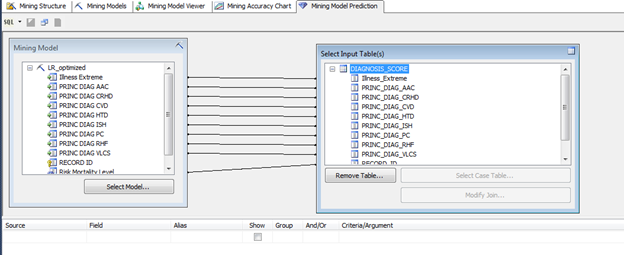 Mining Structure Mining Models Mining Model Viewer Mining Accuracy Chart Mining Model Prediction
SQL
Mining Model
LR_optimized
Illness Extreme
PRINC DIAG AAC
PRINC DIAG CRHD
PRINC DIAG CVD
PRINC DIAG HTD
PRINC DIAG ISH
PRINC DIAG PC
PRINC DIAG RHF
PRINC DIAG VLCS
RECORD ID
Risk Mortality Level
Select Model...
Select Input Table(s)
DIAGNOSIS_SCORE
Illness_Extreme
PRINC_DIAG_AAC
PRINC_DIAG_CRHD
PRINC_DIAG_CVD
PRINC_DIAG_HTD
PRINC_DIAG_ISH
PRINC_DIAG_PC
PRINC_DIAG_RHF
PRINC_DIAG_VLCS
RECORD_ID
Remove Table... Select Case Table...
Modify Join...
Source Field Alias Show Group And/Or Criteria/Argument